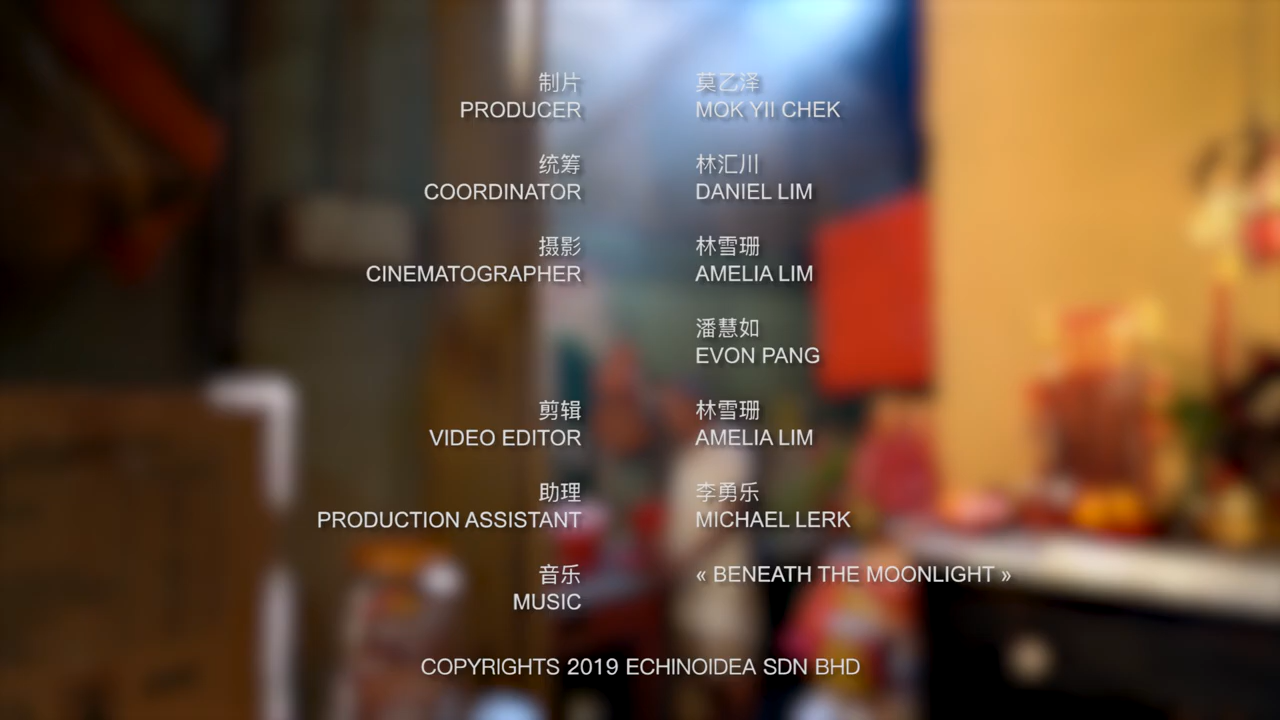 制片 莫乙泽
PRODUCER MOK YII CHEK
统筹 林汇川
COORDINATOR DANIEL LIM
摄影 林雪珊
CINEMATOGRAPHER AMELIA LIM
潘慧如
EVON PANG
剪辑 林雪珊
VIDEO EDITOR AMELIA LIM
助理 李勇乐
PRODUCTION ASSISTANT MICHAEL LERK
音乐 « BENEATH THE MOONLIGHT »
MUSIC
COPYRIGHTS 2019 ECHINOIDEA SDN BHD